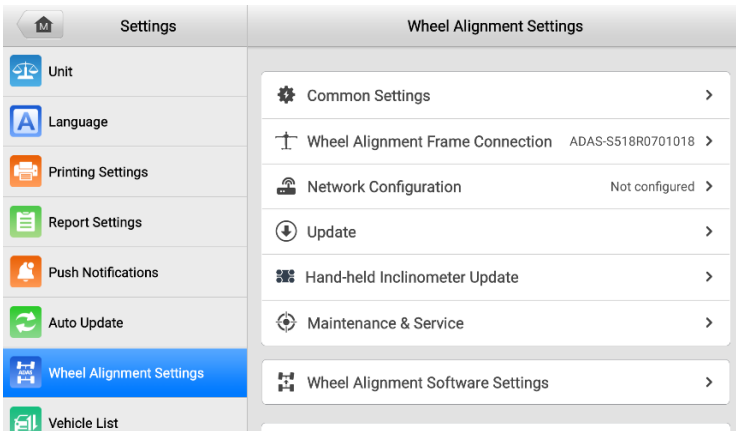 Settings
Wheel Alignment Settings
Unit
Language
Printing Settings
Report Settings
Push Notifications
Auto Update
Wheel Alignment Settings
Vehicle List
Common Settings
Wheel Alignment Frame Connection ADAS-S518R0701018
Network Configuration Not configured
Update
Hand-held Inclinometer Update
Maintenance & Service
Wheel Alignment Software Settings
M
A
ADAS